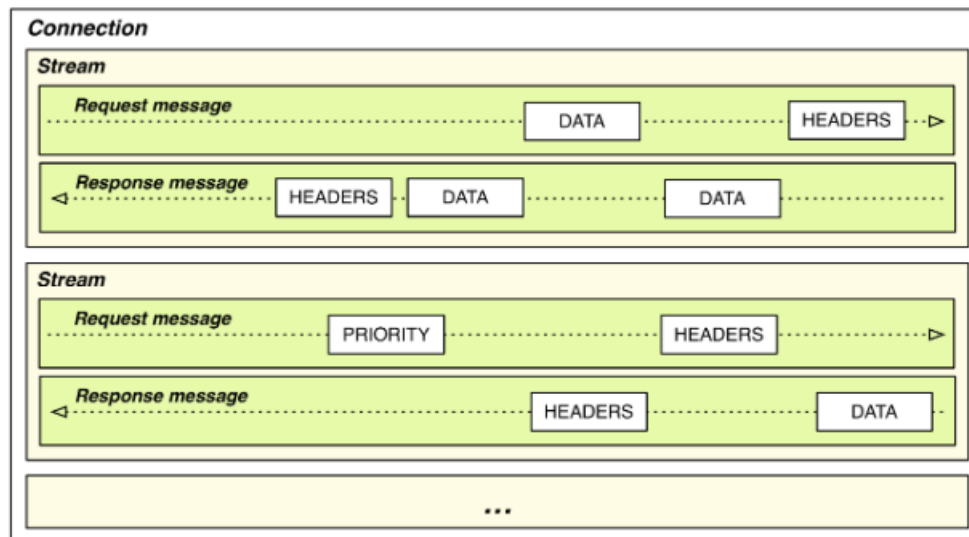 Connection
Stream
Request message
DATA HEADERS
Response message
HEADERS DATA DATA
Stream
Request message
PRIORITY HEADERS
Response message
HEADERS DATA
...